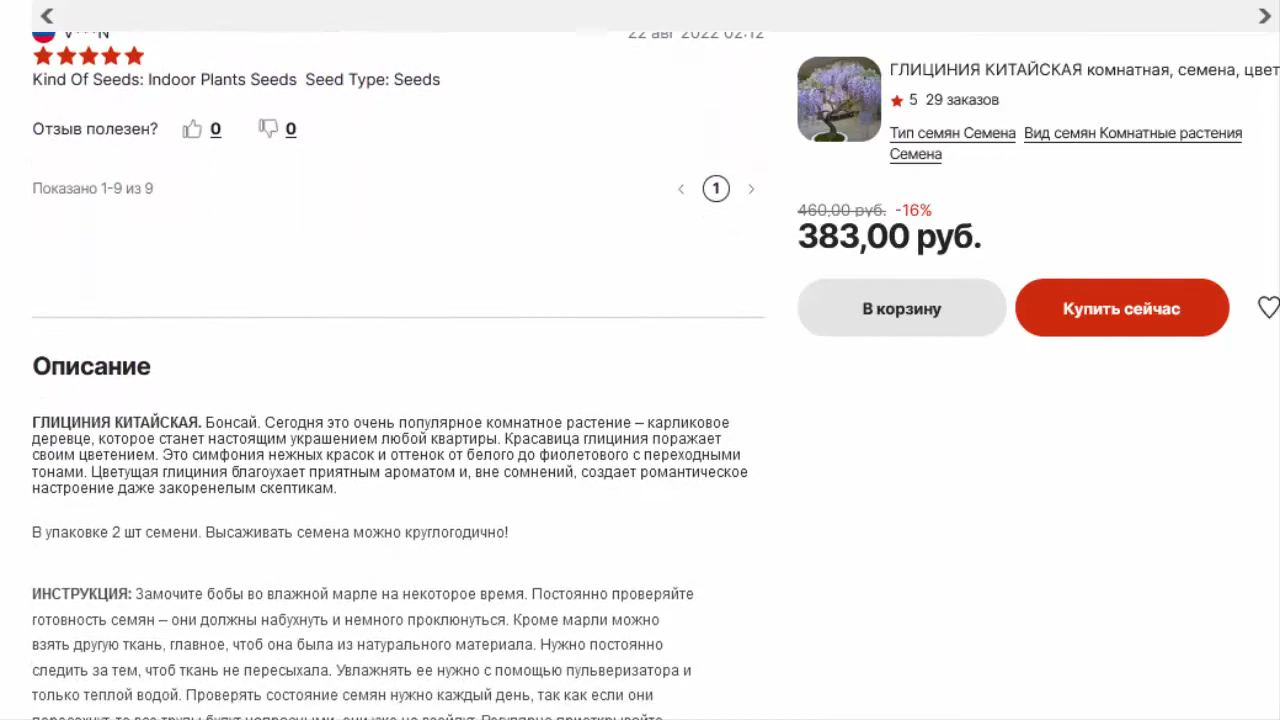 V***N
22 авг 2022 02:12
Kind Of Seeds: Indoor Plants Seeds Seed Type: Seeds
Отзыв полезен? 0 0
Показано 1-9 из 9
1
ГЛИЦИНИЯ КИТАЙСКАЯ комнатная, семена, цвет
5 29 заказов
Тип семян Семена Вид семян Комнатные растения
Семена
460,00 руб. -16%
383,00 руб.
В корзину
Купить сейчас
Описание
ГЛИЦИНИЯ КИТАЙСКАЯ. Бонсай. Сегодня это очень популярное комнатное растение – карликовое
деревце, которое станет настоящим украшением любой квартиры. Красавица глициния поражает
своим цветением. Это симфония нежных красок и оттенок от белого до фиолетового с переходными
тонами. Цветущая глициния благоухает приятным ароматом и, вне сомнений, создает романтическое
настроение даже закоренелым скептикам.
В упаковке 2 шт семени. Высаживать семена можно круглогодично!
ИНСТРУКЦИЯ: Замочите бобы во влажной марле на некоторое время. Постоянно проверяйте
готовность семян – они должны набухнуть и немного проклюнуться. Кроме марли можно
взять другую ткань, главное, чтоб она была из натурального материала. Нужно постоянно
следить за тем, чтоб ткань не пересыхала. Увлажнять ее нужно с помощью пульверизатора и
только теплой водой. Проверять состояние семян нужно каждый день, так как если они